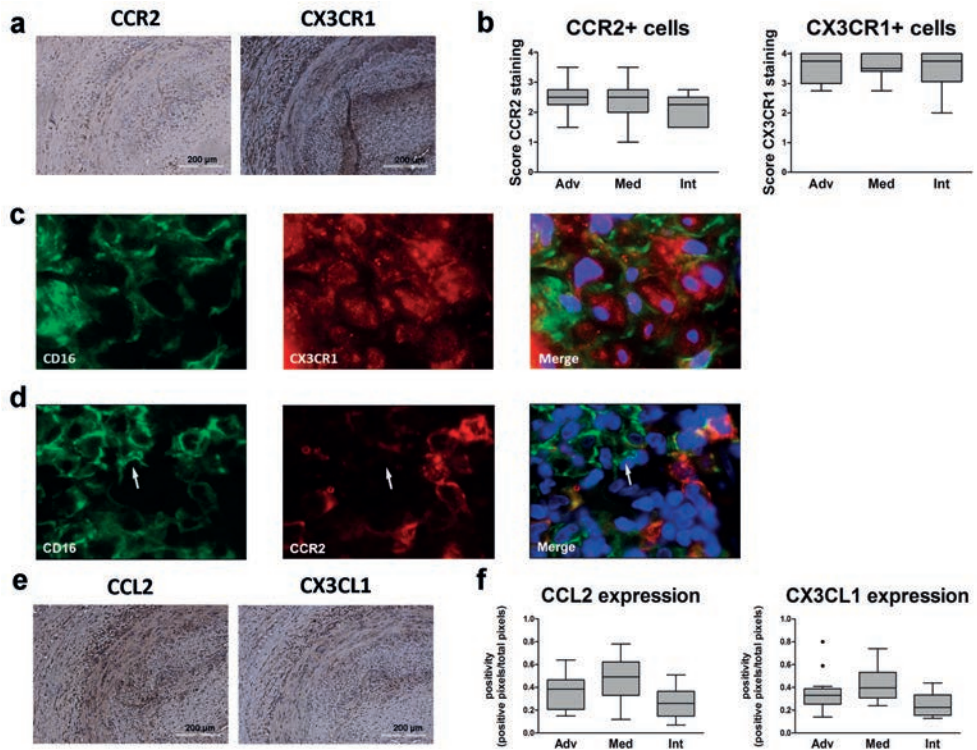 a
CCR2
CX3CR1
200 µm
200 µm
b
CCR2+ cells
Score CCR2 staining
4
3
2
1
0
Adv Med Int
CX3CR1+ cells
Score CX3CR1 staining
4
3
2
1
0
Adv Med Int
c
CD16
CX3CR1
Merge
d
CD16
CCR2
Merge
e
CCL2
CX3CL1
200 µm
200 µm
f
CCL2 expression
positivity
(positive pixels/total pixels)
1.0
0.8
0.6
0.4
0.2
0.0
Adv Med Int
CX3CL1 expression
positivity
(positive pixels/total pixels)
1.0
0.8
0.6
0.4
0.2
0.0
Adv Med Int